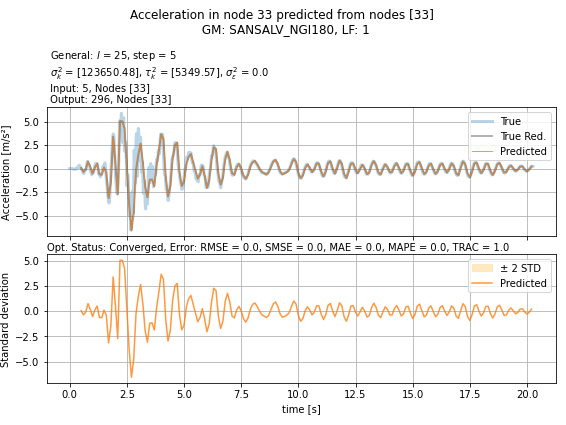 Acceleration in node 33 predicted from nodes [33]
GM: SANSALV_NGI180, LF: 1
General: l = 25, step = 5
σ²ₖ = [123650.48], τ²ₖ = [5349.57], σ²ε = 0.0
Input: 5, Nodes [33]
Output: 296, Nodes [33]
Acceleration [m/s²]
5.0
2.5
0.0
−2.5
−5.0
True
True Red.
Predicted
Opt. Status: Converged, Error: RMSE = 0.0, SMSE = 0.0, MAE = 0.0, MAPE = 0.0, TRAC = 1.0
Standard deviation
5.0
2.5
0.0
−2.5
−5.0
± 2 STD
Predicted
0.0 2.5 5.0 7.5 10.0 12.5 15.0 17.5 20.0
time [s]